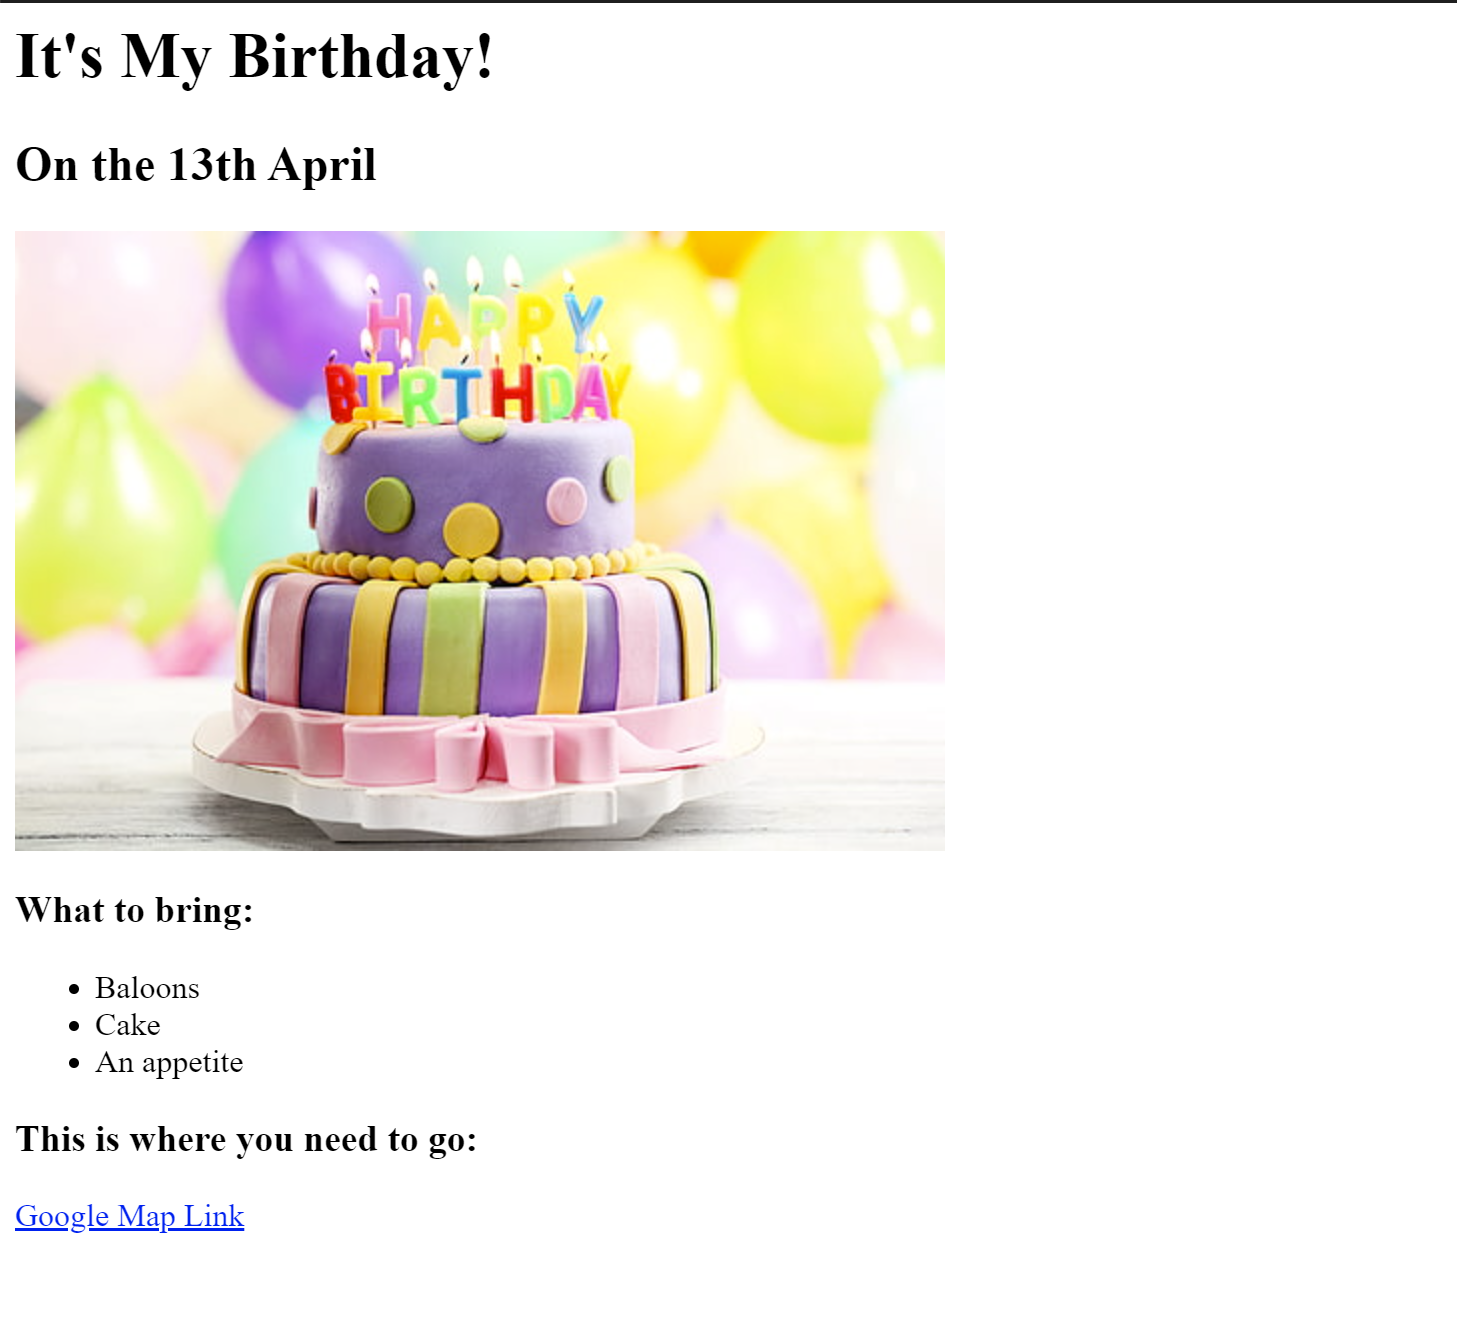 It's My Birthday!
On the 13th April
HAPPY
BIRTHDAY
What to bring:
Baloons
Cake
An appetite
This is where you need to go:
Google Map Link